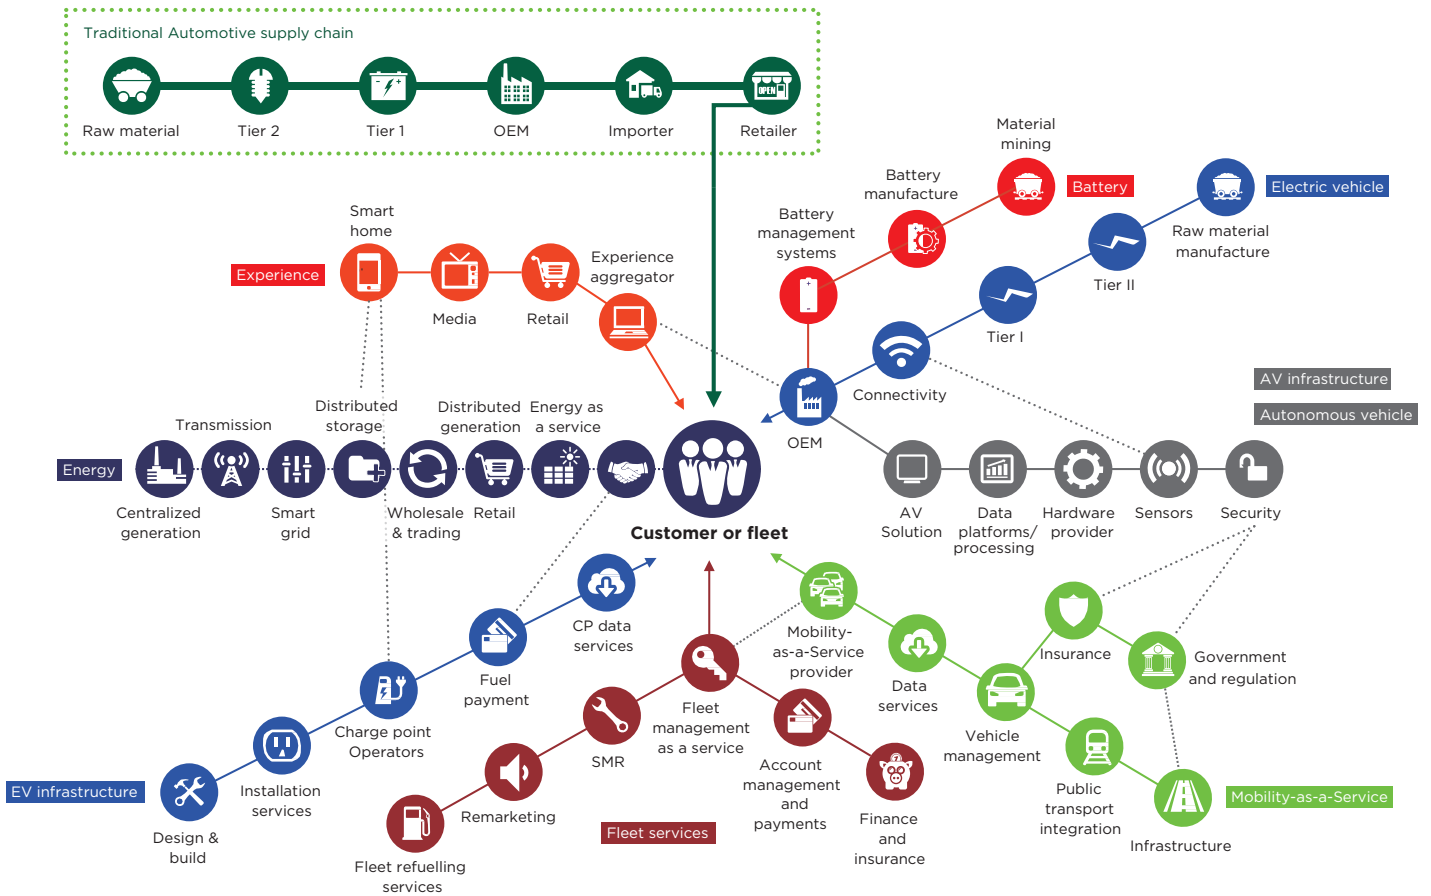 Traditional Automotive supply chain
OPEN
Raw material
Tier 2
Tier 1
OEM
Importer
Retailer
Material
mining
Battery
Electric vehicle
Battery
manufacture
Battery
management
systems
Raw material
manufacture
Tier II
Tier I
Connectivity
OEM
Smart
home
Experience
Media
Retail
Experience
aggregator
AV infrastructure
Autonomous vehicle
Transmission
Distributed
storage
Distributed
generation
Energy as
a service
Energy
Centralized
generation
Smart
grid
Wholesale
& trading
Retail
Customer or fleet
AV
Solution
Data
platforms/
processing
Hardware
provider
Sensors
Security
CP data
services
Fuel
payment
Charge point
Operators
Installation
services
EV infrastructure
Design &
build
Mobility-
as-a-Service
provider
Data
services
Insurance
Government
and regulation
Vehicle
management
Public
transport
integration
Infrastructure
Mobility-as-a-Service
Fleet
management
as a service
SMR
Remarketing
Fleet refuelling
services
Fleet services
Account
management
and
payments
Finance
and
insurance